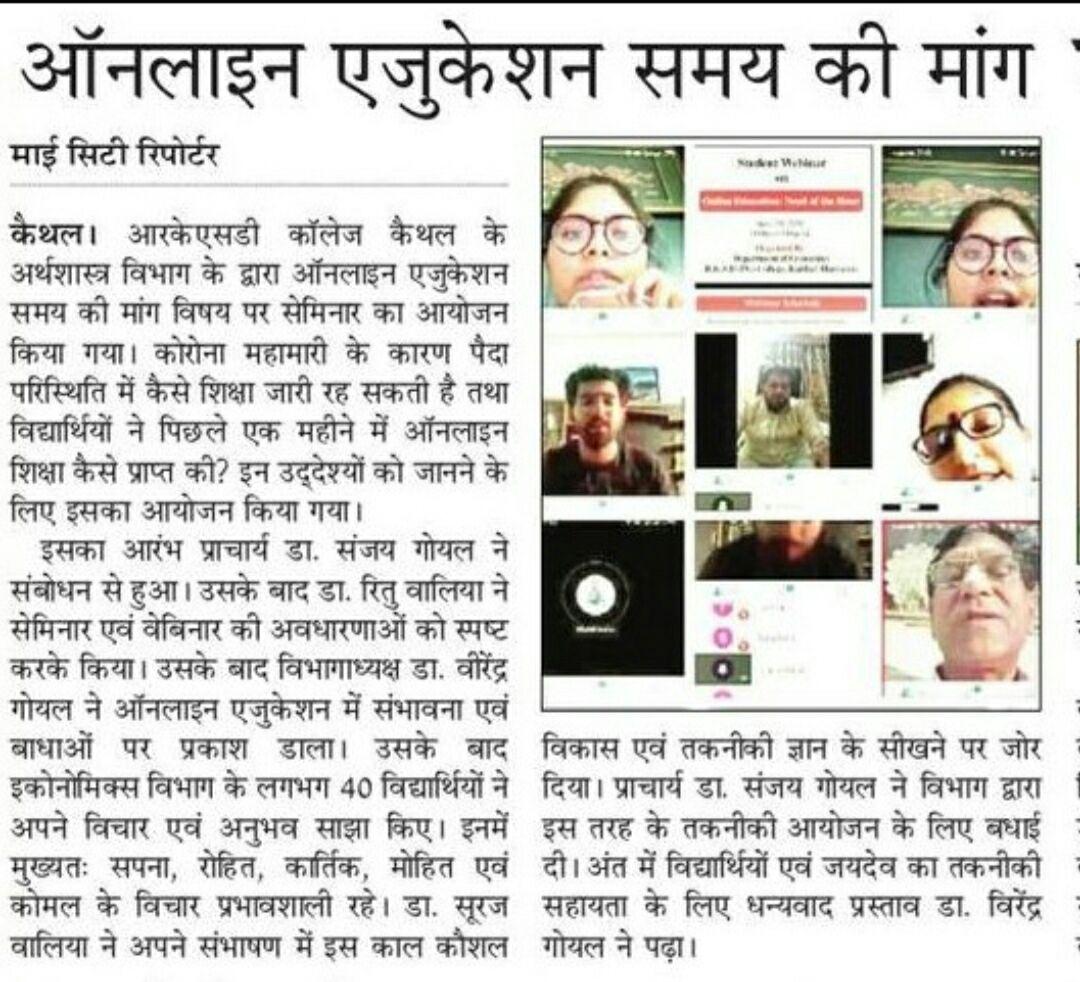 ऑनलाइन एजुकेशन समय की मांग
माई सिटी रिपोर्टर
कैथल। आरकेएसडी कॉलेज कैथल के
अर्थशास्त्र विभाग के द्वारा ऑनलाइन एजुकेशन
समय की मांग विषय पर सेमिनार का आयोजन
किया गया। कोरोना महामारी के कारण पैदा
परिस्थिति में कैसे शिक्षा जारी रह सकती है तथा
विद्यार्थियों ने पिछले एक महीने में ऑनलाइन
शिक्षा कैसे प्राप्त की? इन उद्देश्यों को जानने के
लिए इसका आयोजन किया गया।
इसका आरंभ प्राचार्य डा. संजय गोयल ने
संबोधन से हुआ। उसके बाद डा. रितु वालिया ने
सेमिनार एवं वेबिनार की अवधारणाओं को स्पष्ट
करके किया। उसके बाद विभागाध्यक्ष डा. वीरेंद्र
गोयल ने ऑनलाइन एजुकेशन में संभावना एवं
बाधाओं पर प्रकाश डाला। उसके बाद
इकोनोमिक्स विभाग के लगभग 40 विद्यार्थियों ने
अपने विचार एवं अनुभव साझा किए। इनमें
मुख्यतः सपना, रोहित, कार्तिक, मोहित एवं
कोमल के विचार प्रभावशाली रहे। डा. सूरज
वालिया ने अपने संभाषण में इस काल कौशल
Student Webinar
on
Online Education: Need of the Hour
Organized By
Department of Economics
Webinar Schedule
विकास एवं तकनीकी ज्ञान के सीखने पर जोर
दिया। प्राचार्य डा. संजय गोयल ने विभाग द्वारा
इस तरह के तकनीकी आयोजन के लिए बधाई
दी। अंत में विद्यार्थियों एवं जयदेव का तकनीकी
सहायता के लिए धन्यवाद प्रस्ताव डा. विरेंद्र
गोयल ने पढ़ा।